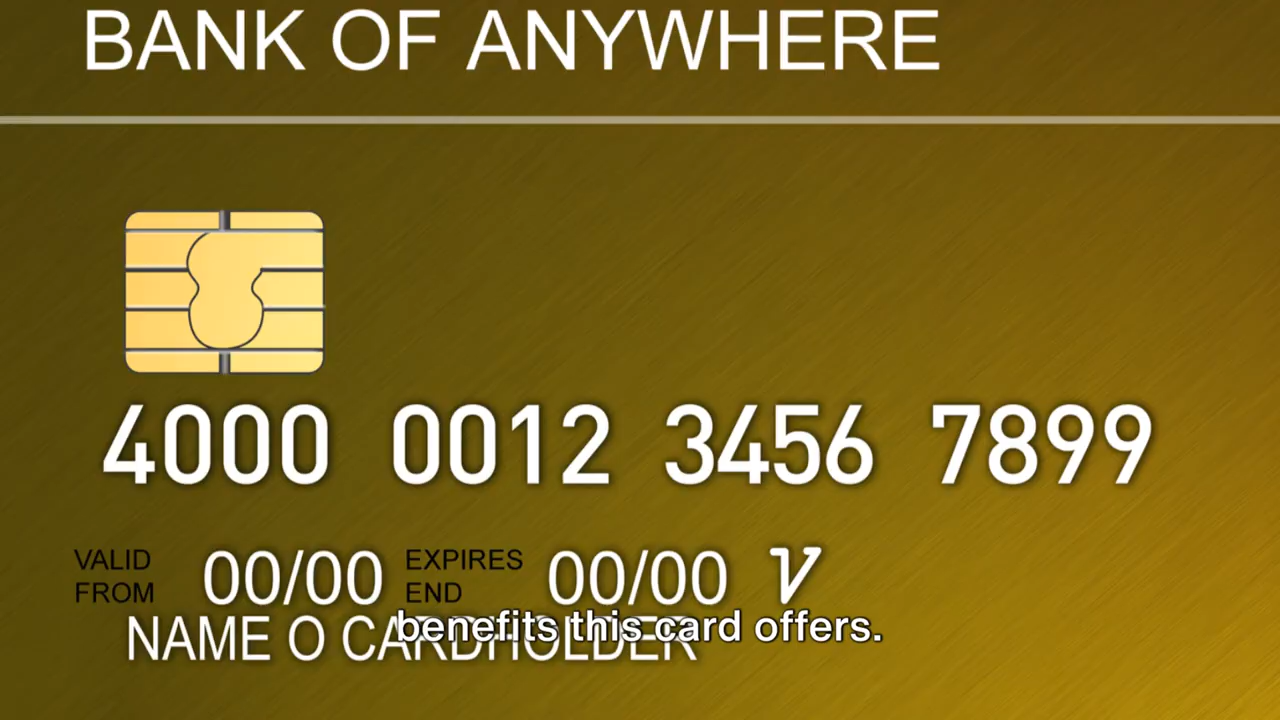 BANK OF ANYWHERE
4000 0012 3456 7899
VALID FROM 00/00 EXPIRES END 00/00 V
NAME O CARDHOLDER
benefits this card offers.